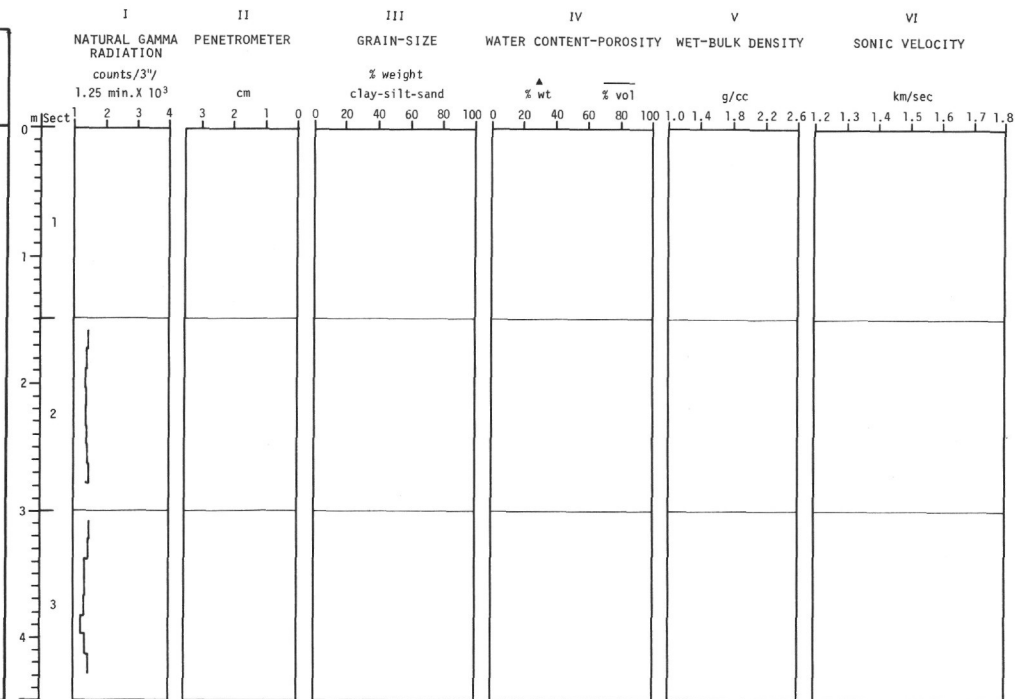 I II III IV V VI
NATURAL GAMMA PENETROMETER GRAIN-SIZE WATER CONTENT-POROSITY WET-BULK DENSITY SONIC VELOCITY
RADIATION
counts/3"/ % weight
1.25 min.X 10³ cm clay-silt-sand % wt % vol g/cc km/sec
m Sect 1 2 3 4 3 2 1 0 0 20 40 60 80 100 0 20 40 60 80 100 1.0 1.4 1.8 2.2 2.6 1.2 1.3 1.4 1.5 1.6 1.7 1.8
0
1
1
2
2
3
3
4